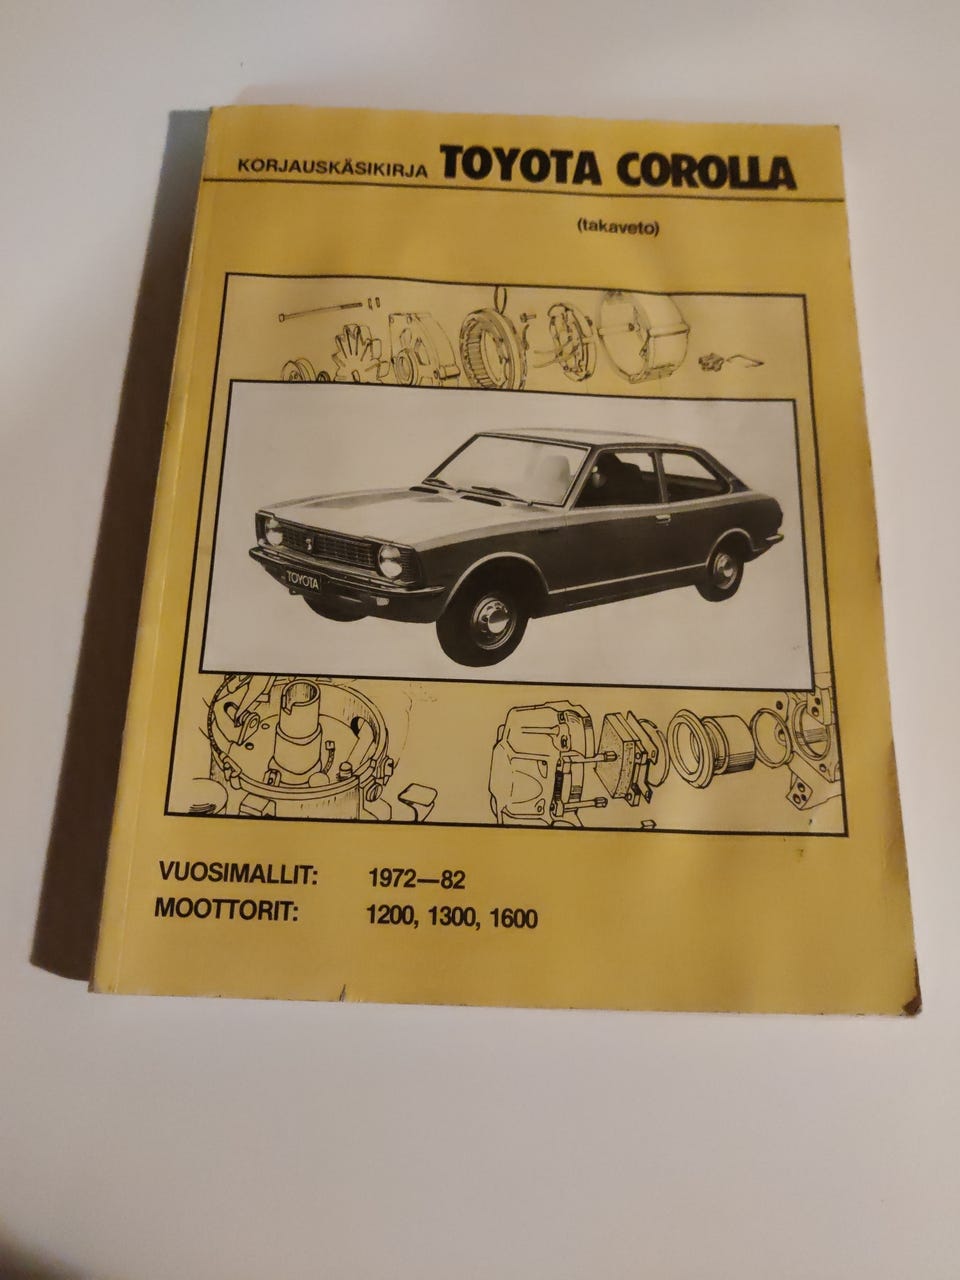 KORJAUSKÄSIKIRJA TOYOTA COROLLA
(takaveto)
TOYOTA
VUOSIMALLIT: 1972—82
MOOTTORIT: 1200, 1300, 1600